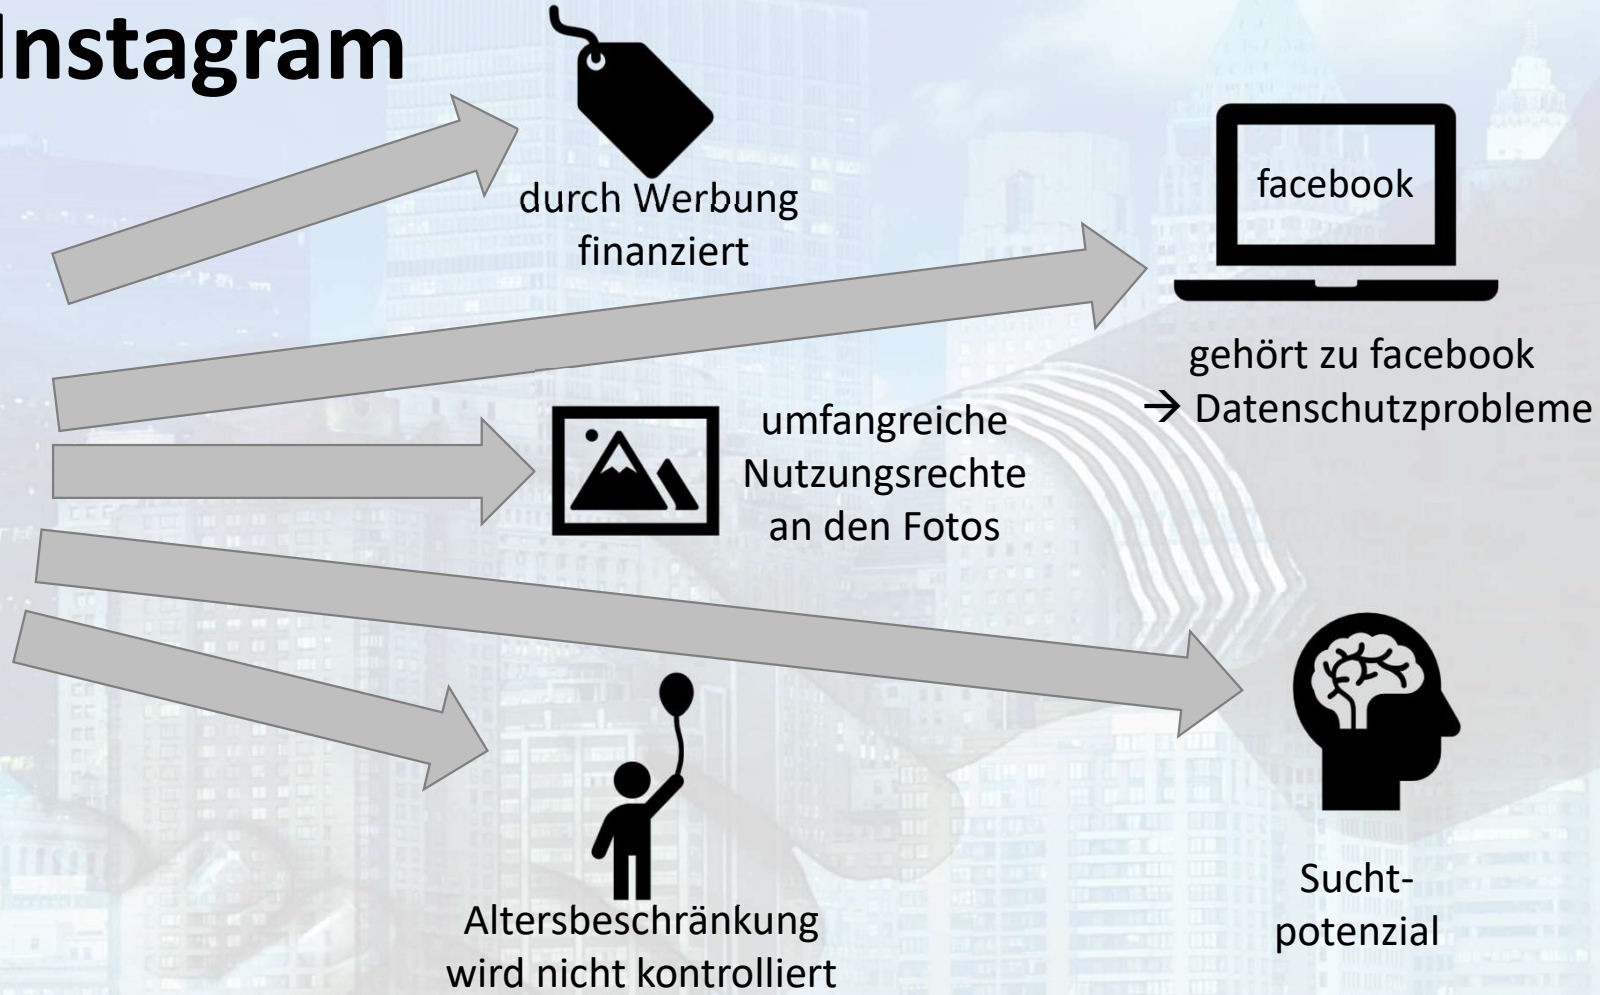 Instagram
durch Werbung
finanziert
facebook
gehört zu facebook
→ Datenschutzprobleme
umfangreiche
Nutzungsrechte
an den Fotos
Altersbeschränkung
wird nicht kontrolliert
Sucht-
potenzial